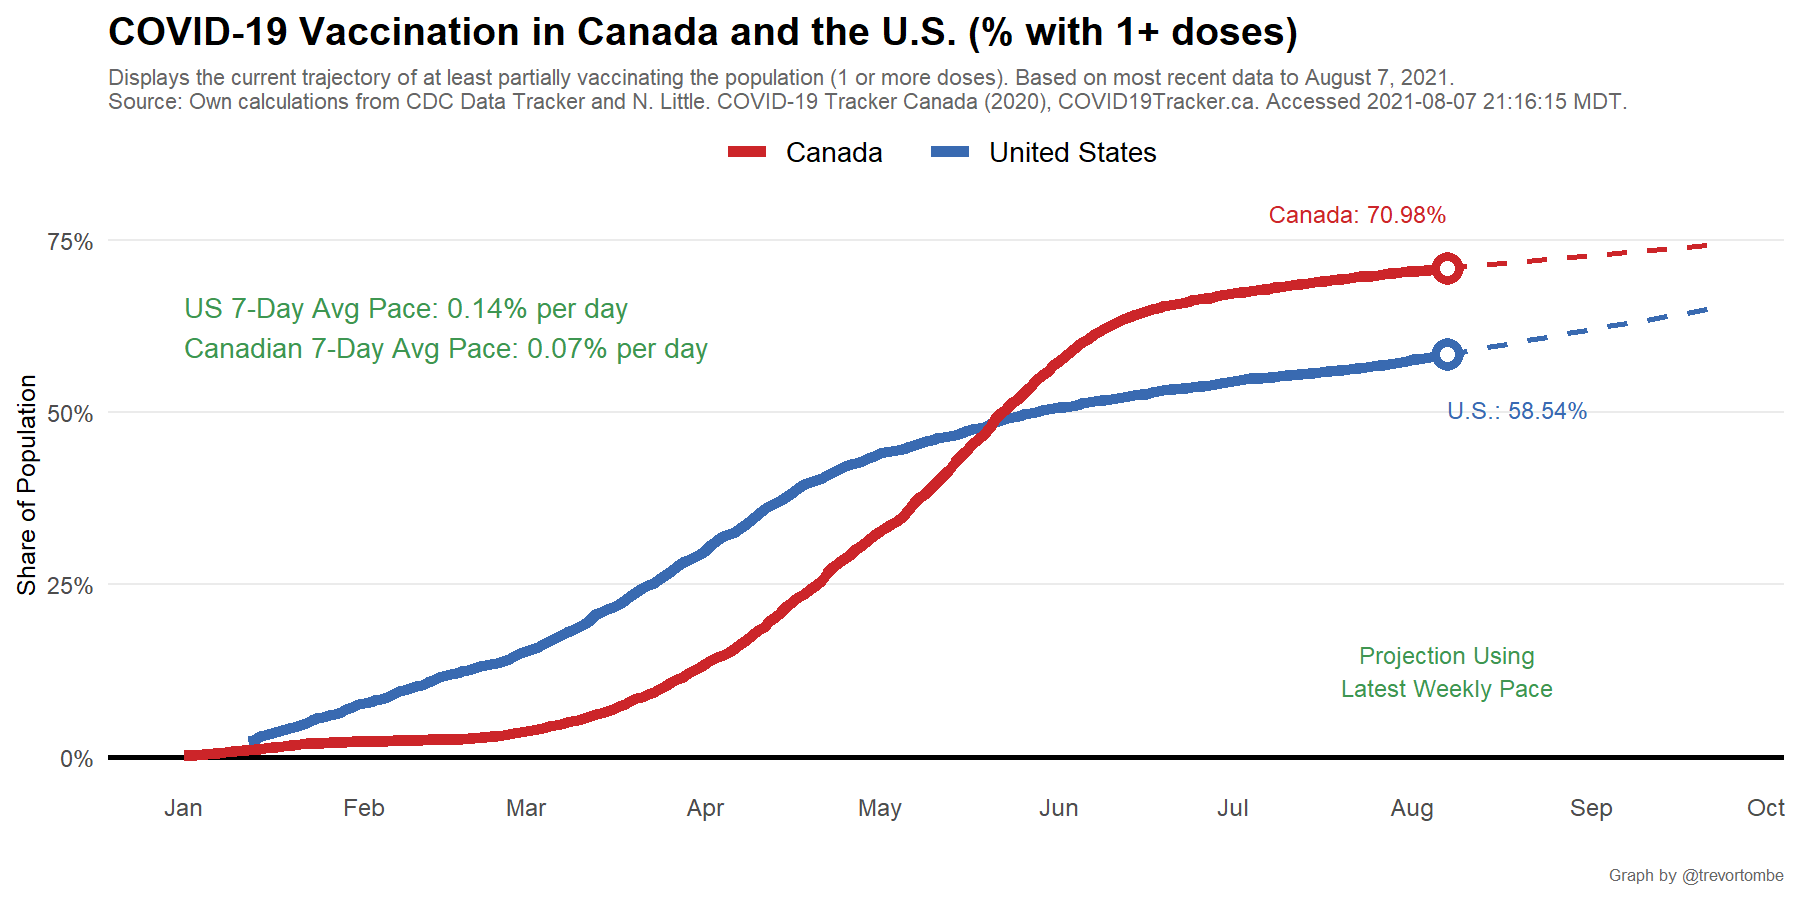 COVID-19 Vaccination in Canada and the U.S. (% with 1+ doses)
Displays the current trajectory of at least partially vaccinating the population (1 or more doses). Based on most recent data to August 7, 2021.
Source: Own calculations from CDC Data Tracker and N. Little. COVID-19 Tracker Canada (2020), COVID19Tracker.ca. Accessed 2021-08-07 21:16:15 MDT.
Canada
United States
Canada: 70.98%
75%
US 7-Day Avg Pace: 0.14% per day
Canadian 7-Day Avg Pace: 0.07% per day
Share of Population
50%
U.S.: 58.54%
25%
Projection Using
Latest Weekly Pace
0%
Jan Feb Mar Apr May Jun Jul Aug Sep Oct
Graph by @trevortombe